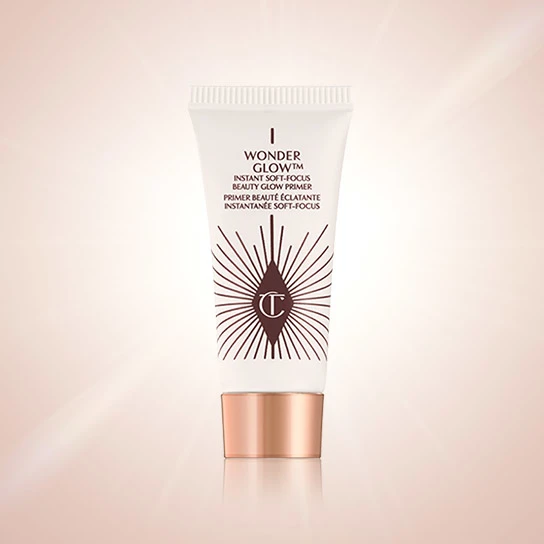 WONDER
GLOW™
INSTANT SOFT-FOCUS
BEAUTY GLOW PRIMER
PRIMER BEAUTÉ ÉCLATANTE
INSTANTANÉE SOFT-FOCUS
CT